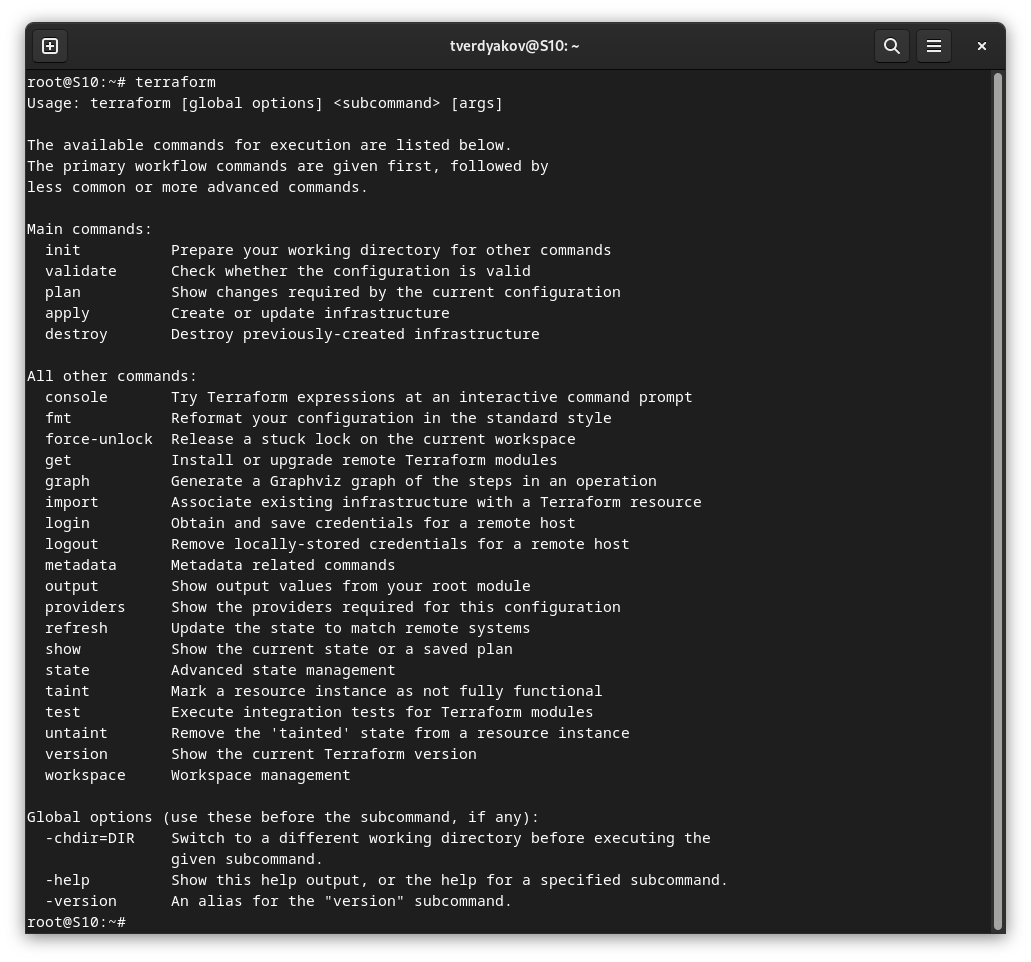 tverdyakov@S10: ~
root@S10:~# terraform
Usage: terraform [global options] <subcommand> [args]

The available commands for execution are listed below.
The primary workflow commands are given first, followed by
less common or more advanced commands.

Main commands:
  init          Prepare your working directory for other commands
  validate      Check whether the configuration is valid
  plan          Show changes required by the current configuration
  apply         Create or update infrastructure
  destroy       Destroy previously-created infrastructure

All other commands:
  console       Try Terraform expressions at an interactive command prompt
  fmt           Reformat your configuration in the standard style
  force-unlock  Release a stuck lock on the current workspace
  get           Install or upgrade remote Terraform modules
  graph         Generate a Graphviz graph of the steps in an operation
  import        Associate existing infrastructure with a Terraform resource
  login         Obtain and save credentials for a remote host
  logout        Remove locally-stored credentials for a remote host
  metadata      Metadata related commands
  output        Show output values from your root module
  providers     Show the providers required for this configuration
  refresh       Update the state to match remote systems
  show          Show the current state or a saved plan
  state         Advanced state management
  taint         Mark a resource instance as not fully functional
  test          Execute integration tests for Terraform modules
  untaint       Remove the 'tainted' state from a resource instance
  version       Show the current Terraform version
  workspace     Workspace management

Global options (use these before the subcommand, if any):
  -chdir=DIR    Switch to a different working directory before executing the
                given subcommand.
  -help         Show this help output, or the help for a specified subcommand.
  -version      An alias for the "version" subcommand.
root@S10:~#